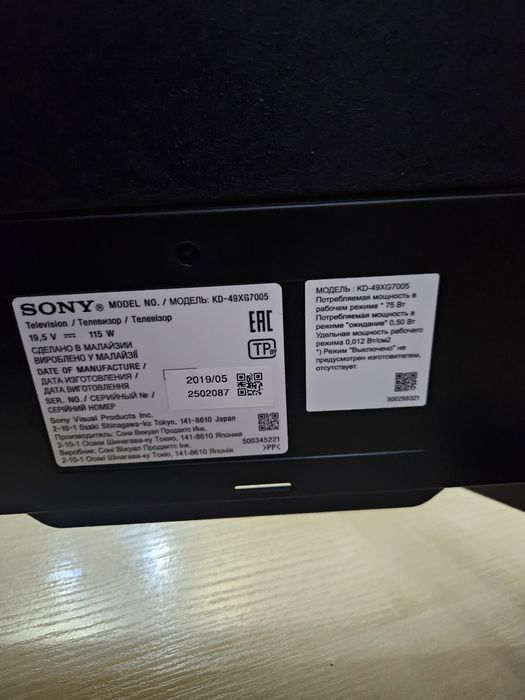 SONY® MODEL NO. / МОДЕЛЬ: KD-49XG7005
Television / Телевизор / Телевізор
19,5 V ⎓ 115 W
СДЕЛАНО В МАЛАЙЗИИ
ВИРОБЛЕНО У МАЛАЙЗІЇ
DATE OF MANUFACTURE /
ДАТА ИЗГОТОВЛЕНИЯ /
ДАТА ВИГОТОВЛЕННЯ
SER. NO. / СЕРИЙНЫЙ № /
СЕРІЙНИЙ НОМЕР
EAC
TP BY
2019/05
2502087
Sony Visual Products Inc.
2-10-1 Osaki Shinagawa-ku Tokyo, 141-8610 Japan
Производитель: Сони Вижуал Продактс Инк.
2-10-1 Осаки Шинагава-ку Токио, 141-8610 Япония
Виробник: Соні Віжуал Продактс Інк.
2-10-1 Осакі Шінагава-ку Токіо, 141-8610 Японія
500345221
>PP<
МОДЕЛЬ : KD-49XG7005
Потребляемая мощность в
рабочем режиме * 75 Вт
Потребляемая мощность в
режиме "ожидание" 0,50 Вт
Удельная мощность рабочего
режима 0,012 Вт/см2
*) Режим "Выключено" не
предусмотрен изготовителем,
отсутствует.
500298321